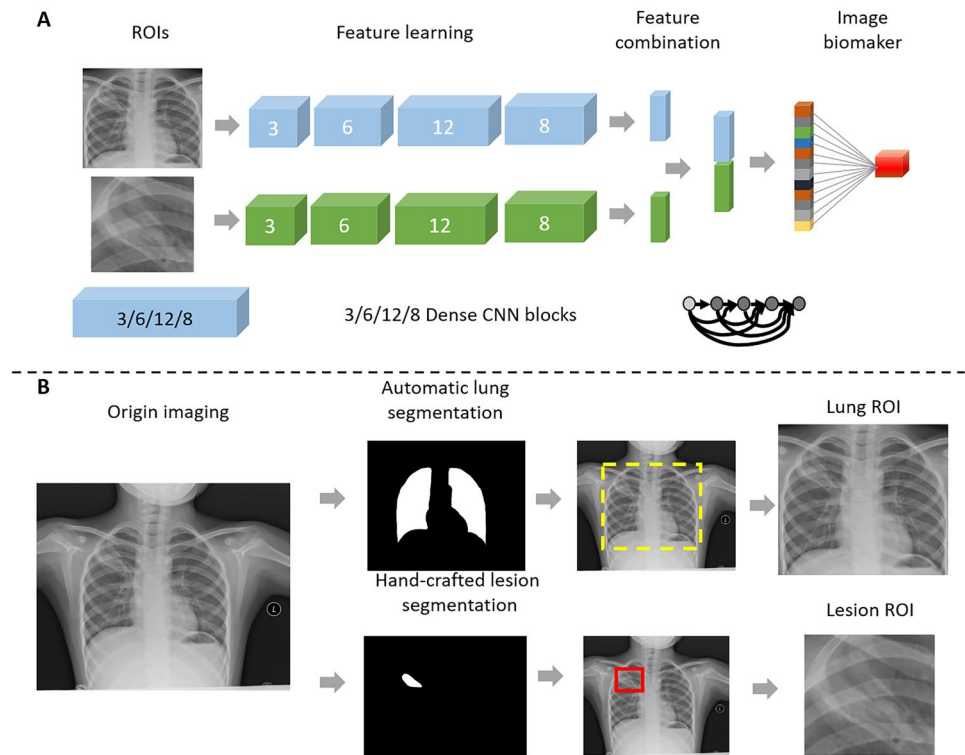 A
ROIs
Feature learning
Feature
combination
Image
biomaker
3
6
12
8
3
6
12
8
3/6/12/8
3/6/12/8 Dense CNN blocks
B
Origin imaging
Automatic lung
segmentation
Lung ROI
L
L
Hand-crafted lesion
segmentation
Lesion ROI
L